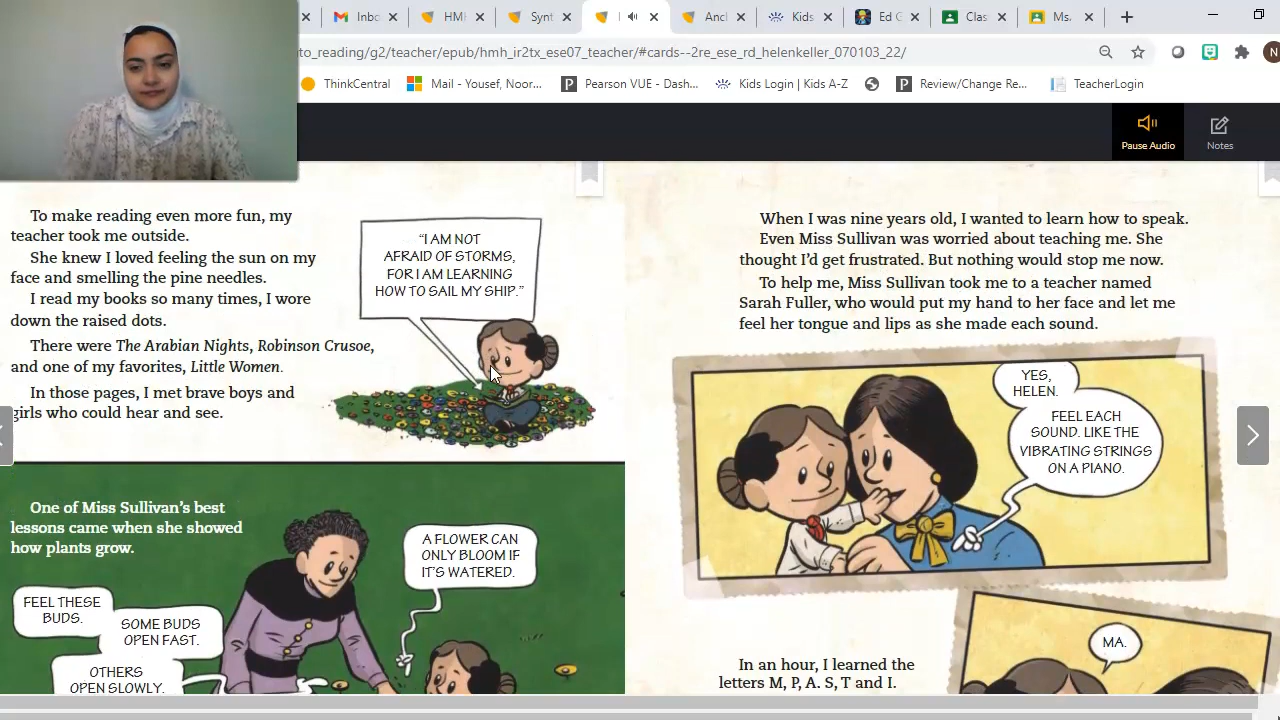 Inbo
HMH
Synt
Anch
Kids
Ed C
Clas
Ms.
to_reading/g2/teacher/epub/hmh_ir2tx_ese07_teacher/#cards--2re_ese_rd_helenkeller_070103_22/
ThinkCentral
Mail - Yousef, Noor...
Pearson VUE - Dash...
Kids Login | Kids A-Z
Review/Change Re...
TeacherLogin
N
Pause Audio
Notes
To make reading even more fun, my
teacher took me outside.
She knew I loved feeling the sun on my
face and smelling the pine needles.
I read my books so many times, I wore
down the raised dots.
There were The Arabian Nights, Robinson Crusoe,
and one of my favorites, Little Women.
In those pages, I met brave boys and
girls who could hear and see.
"I AM NOT
AFRAID OF STORMS,
FOR I AM LEARNING
HOW TO SAIL MY SHIP."
One of Miss Sullivan's best
lessons came when she showed
how plants grow.
FEEL THESE
BUDS.
SOME BUDS
OPEN FAST.
OTHERS
OPEN SLOWLY.
A FLOWER CAN
ONLY BLOOM IF
IT'S WATERED.
When I was nine years old, I wanted to learn how to speak.
Even Miss Sullivan was worried about teaching me. She
thought I'd get frustrated. But nothing would stop me now.
To help me, Miss Sullivan took me to a teacher named
Sarah Fuller, who would put my hand to her face and let me
feel her tongue and lips as she made each sound.
YES,
HELEN.
FEEL EACH
SOUND. LIKE THE
VIBRATING STRINGS
ON A PIANO.
In an hour, I learned the
letters M, P, A. S, T and I.
MA.